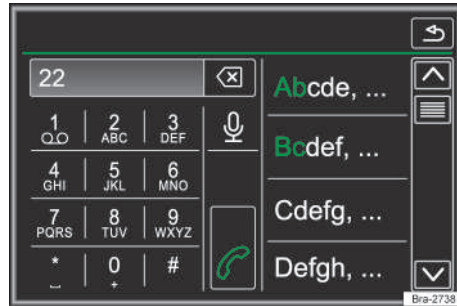 22
Abcde, ...
Bcdef, ...
Cdefg, ...
Defgh, ...
1
2 ABC
3 DEF
4 GHI
5 JKL
6 MNO
7 PQRS
8 TUV
9 WXYZ
*
0 +
#
Bra-2738